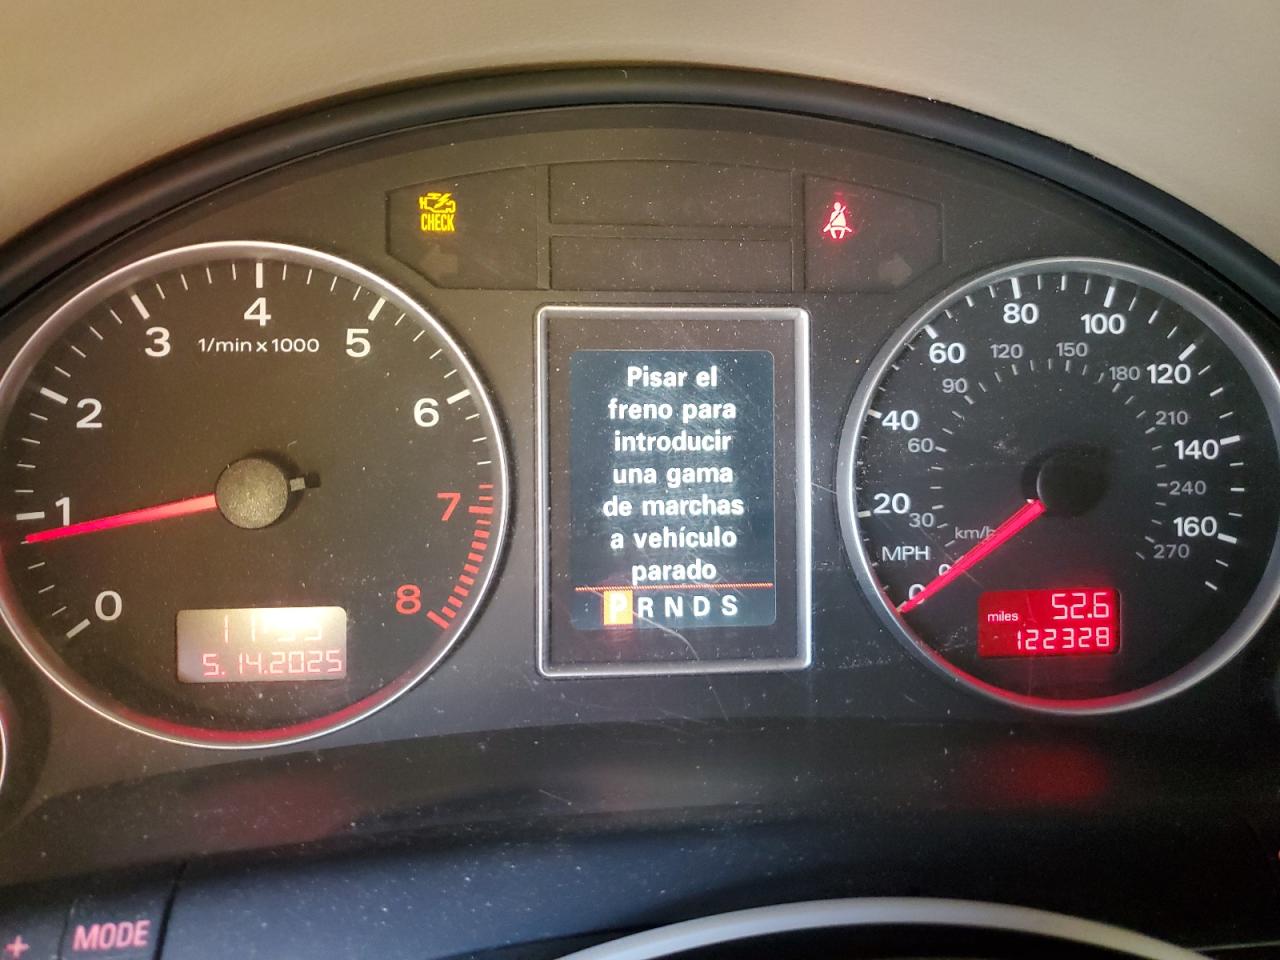 CHECK
0
1
2
3
4
5
6
7
8
1/min x 1000
5.14.2025
Pisar el
freno para
introducir
una gama
de marchas
a vehículo
parado
P R N D S
0
20
40
60
80
100
120
140
160
MPH
0
30
60
90
120
150
180
210
240
270
km/h
miles
52.6
122328
+
MODE